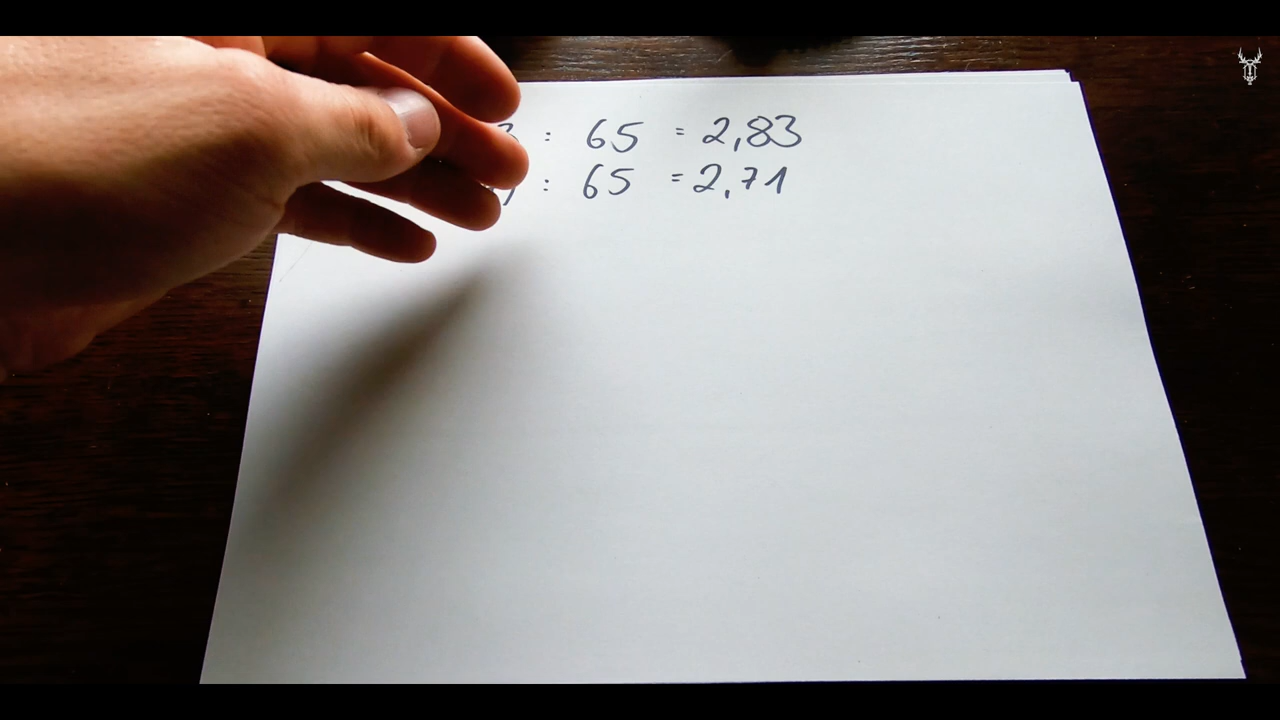 : 65 = 2,83
: 65 = 2,71